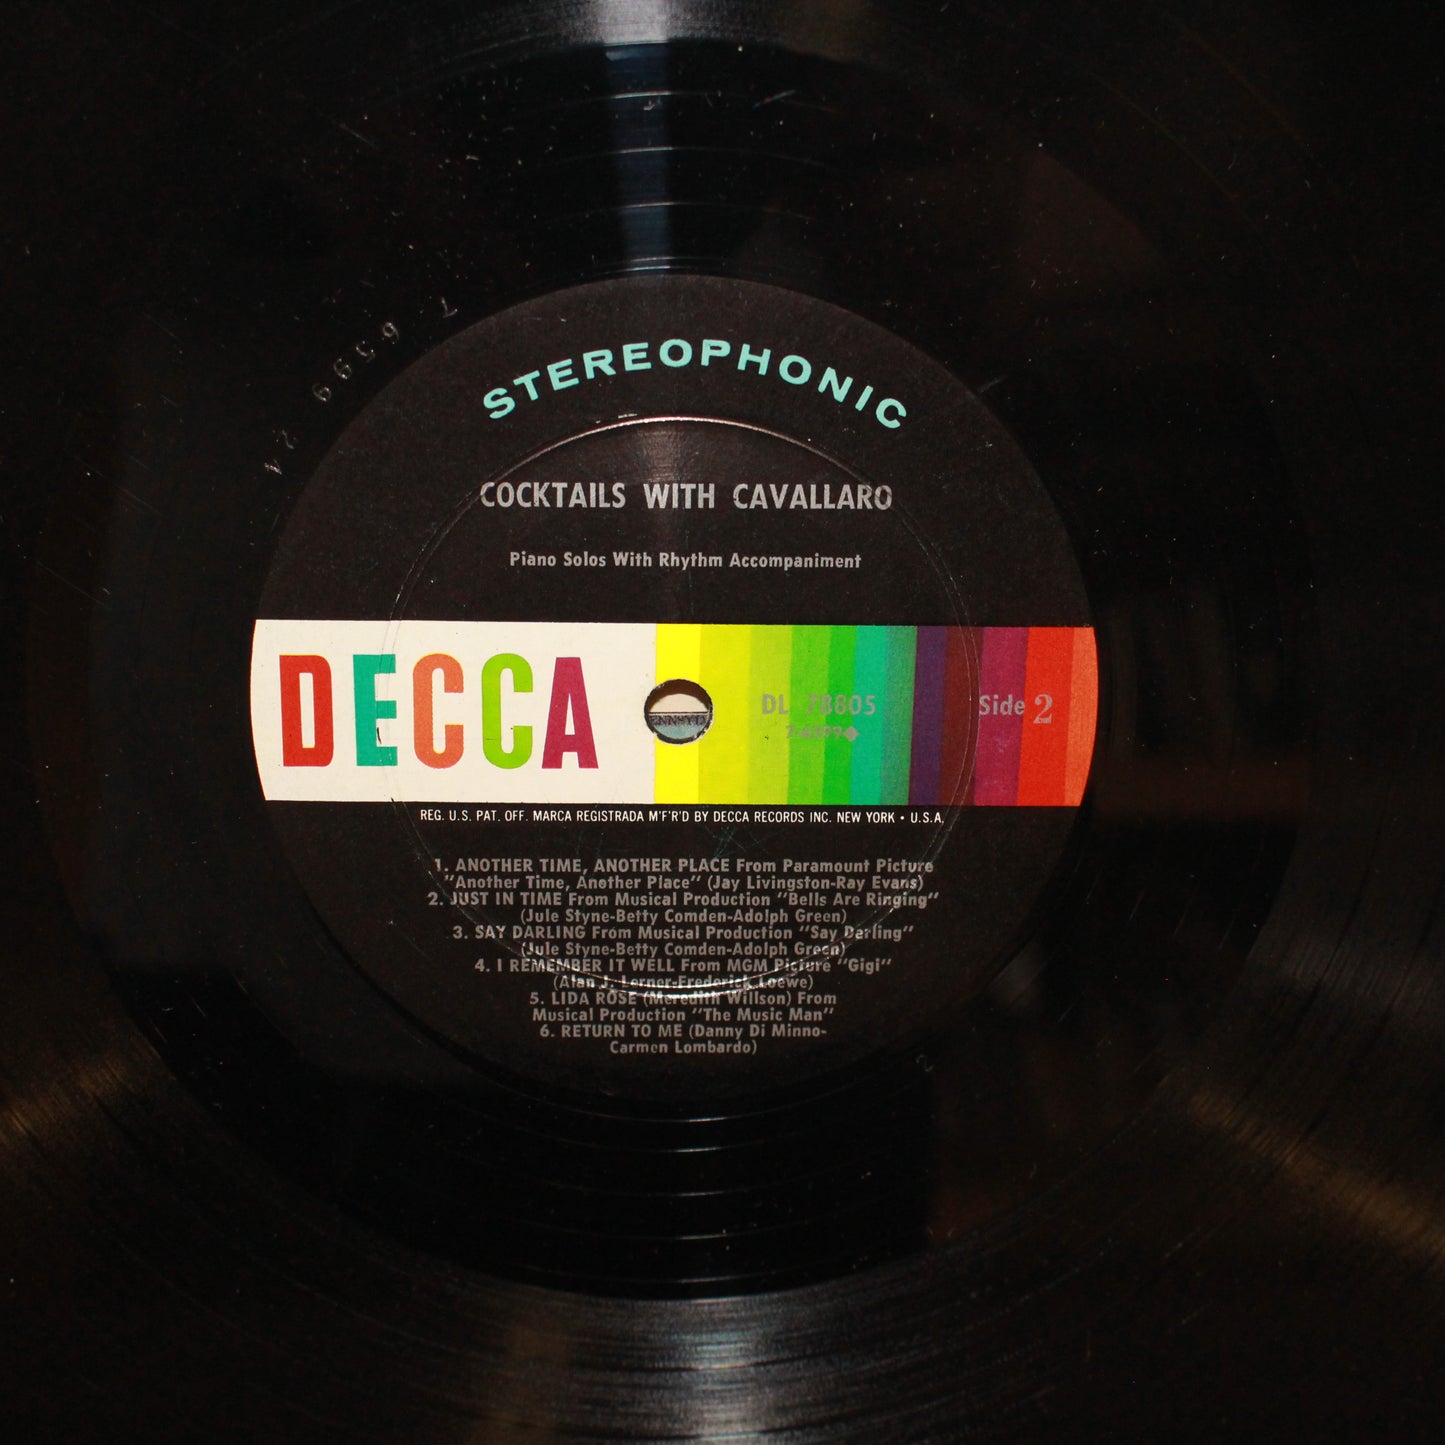 7 6599 2A
STEREOPHONIC
COCKTAILS WITH CAVALLARO
Piano Solos With Rhythm Accompaniment
DECCA
DL 78805
Side 2
REG. U.S. PAT. OFF. MARCA REGISTRADA M'F'R'D BY DECCA RECORDS INC. NEW YORK • U.S.A.
1. ANOTHER TIME, ANOTHER PLACE From Paramount Picture
"Another Time, Another Place" (Jay Livingston-Ray Evans)
2. JUST IN TIME From Musical Production "Bells Are Ringing"
(Jule Styne-Betty Comden-Adolph Green)
3. SAY DARLING From Musical Production "Say Darling"
(Jule Styne-Betty Comden-Adolph Green)
4. I REMEMBER IT WELL From MGM Picture "Gigi"
(Alan J. Lerner-Frederick Loewe)
5. LIDA ROSE (Meredith Willson) From
Musical Production "The Music Man"
6. RETURN TO ME (Danny Di Minno-
Carmen Lombardo)